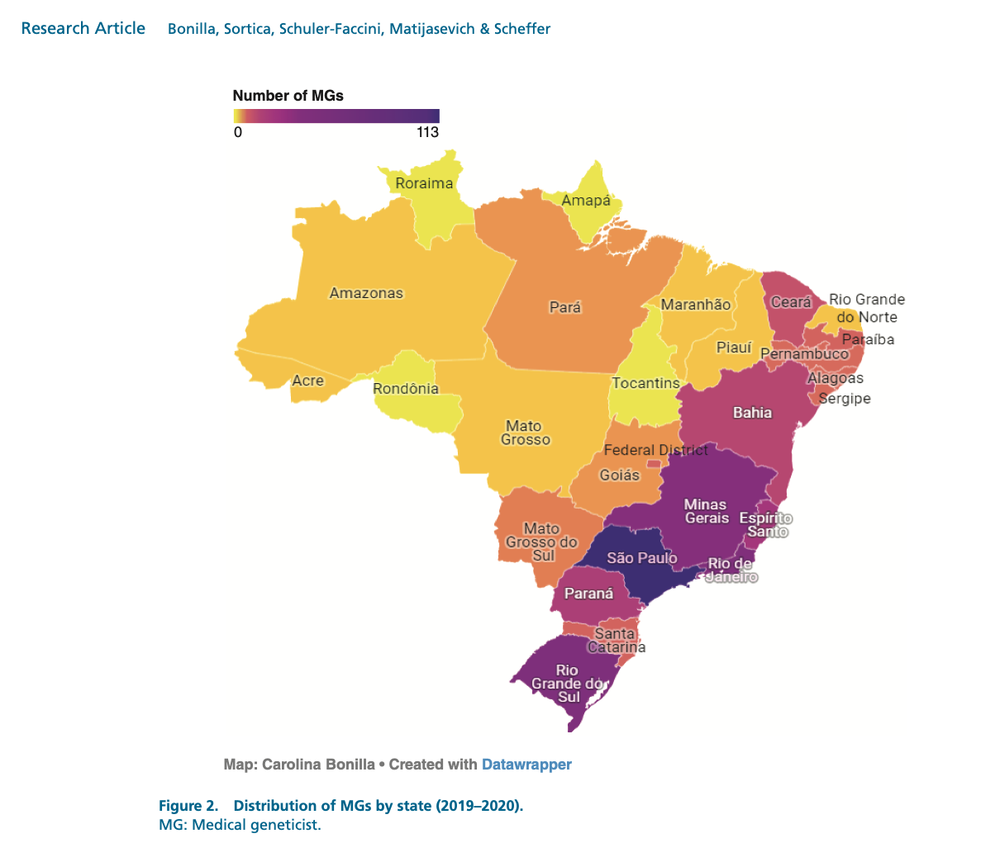 Research Article Bonilla, Sortica, Schuler-Faccini, Matijasevich & Scheffer
Number of MGs
0 113
Roraima
Amapá
Amazonas
Pará
Maranhão
Ceará
Rio Grande
do Norte
Paraíba
Piauí
Pernambuco
Acre
Rondônia
Tocantins
Alagoas
Sergipe
Bahia
Mato
Grosso
Federal District
Goiás
Minas
Gerais
Espírito
Santo
Mato
Grosso do
Sul
São Paulo
Rio de
Janeiro
Paraná
Santa
Catarina
Rio
Grande do
Sul
Map: Carolina Bonilla • Created with Datawrapper
Figure 2. Distribution of MGs by state (2019–2020).
MG: Medical geneticist.